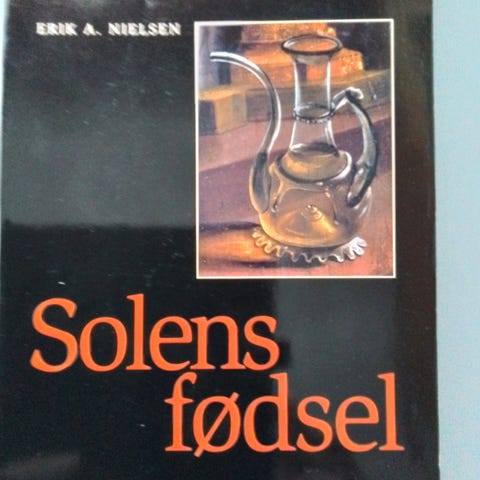 ERIK A. NIELSEN
Solens
fødsel